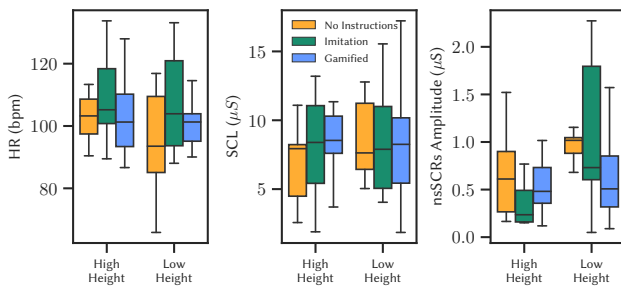 HR (bpm)
120
100
80
High
Height
Low
Height
SCL (μS)
15
10
5
No Instructions
Imitation
Gamified
High
Height
Low
Height
nsSCRs Amplitude (μS)
2.0
1.5
1.0
0.5
0.0
High
Height
Low
Height